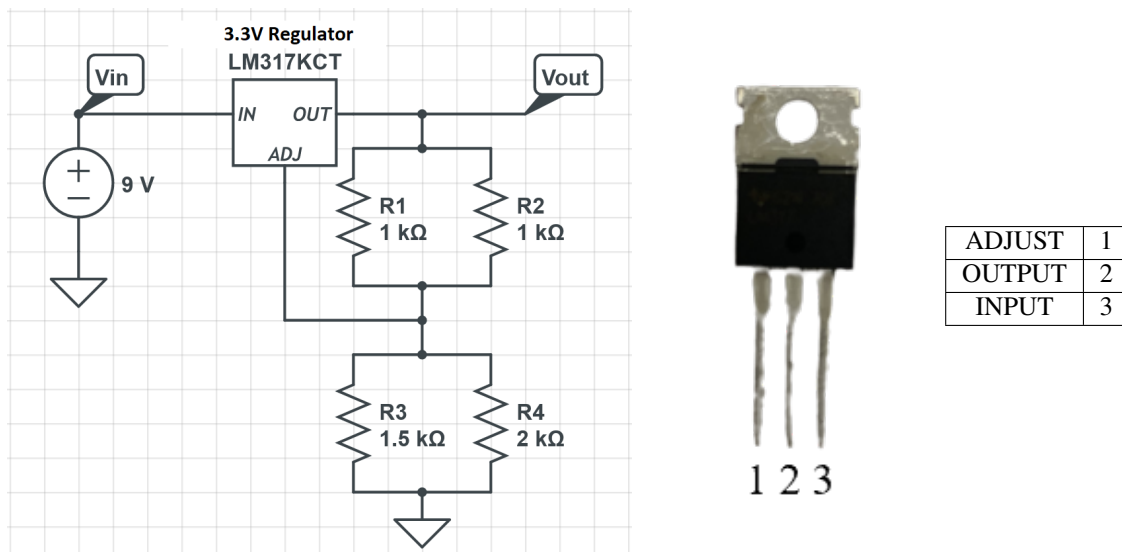 3.3V Regulator
LM317KCT
Vin
Vout
IN OUT
ADJ
+
−
9 V
R1
1 kΩ
R2
1 kΩ
R3
1.5 kΩ
R4
2 kΩ
1 2 3
ADJUST 1
OUTPUT 2
INPUT 3